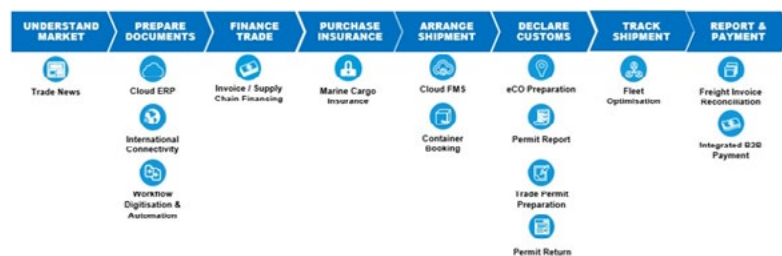 UNDERSTAND
MARKET
PREPARE
DOCUMENTS
FINANCE
TRADE
PURCHASE
INSURANCE
ARRANGE
SHIPMENT
DECLARE
CUSTOMS
TRACK
SHIPMENT
REPORT &
PAYMENT
Trade News
Cloud ERP
International
Connectivity
Workflow
Digitisation &
Automation
Invoice / Supply
Chain Financing
Marine Cargo
Insurance
Cloud FMS
Container
Booking
eCO Preparation
Permit Report
Trade Permit
Preparation
Permit Return
Fleet
Optimisation
Freight Invoice
Reconciliation
Integrated B2B
Payment